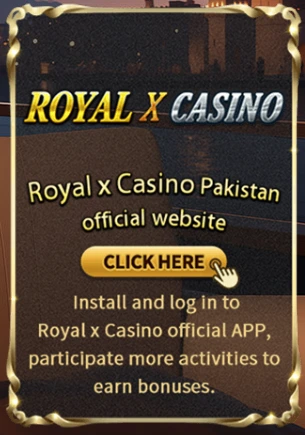 ROYAL X CASINO
Royal x Casino Pakistan
official website
CLICK HERE
Install and log in to
Royal x Casino official APP,
participate more activities to
earn bonuses.